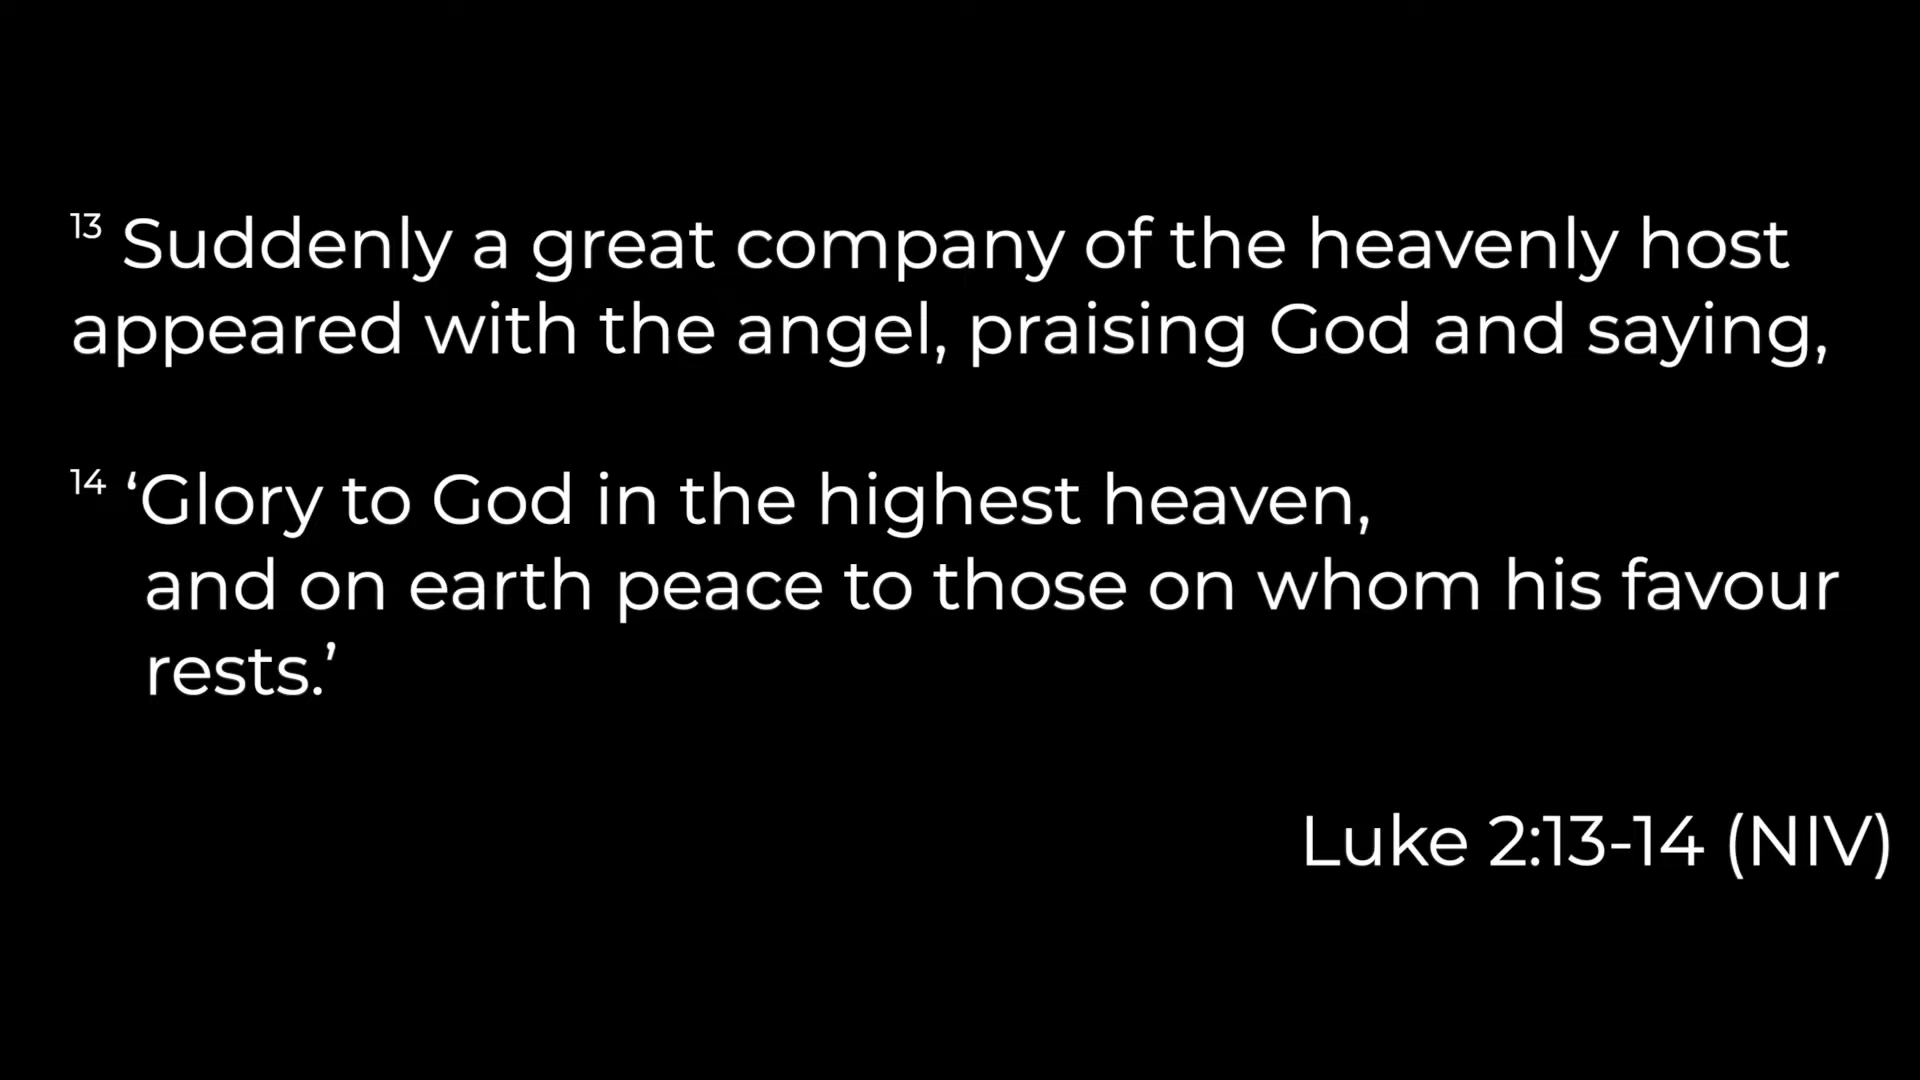 13 Suddenly a great company of the heavenly host
appeared with the angel, praising God and saying,
14 ‘Glory to God in the highest heaven,
and on earth peace to those on whom his favour
rests.’
Luke 2:13-14 (NIV)